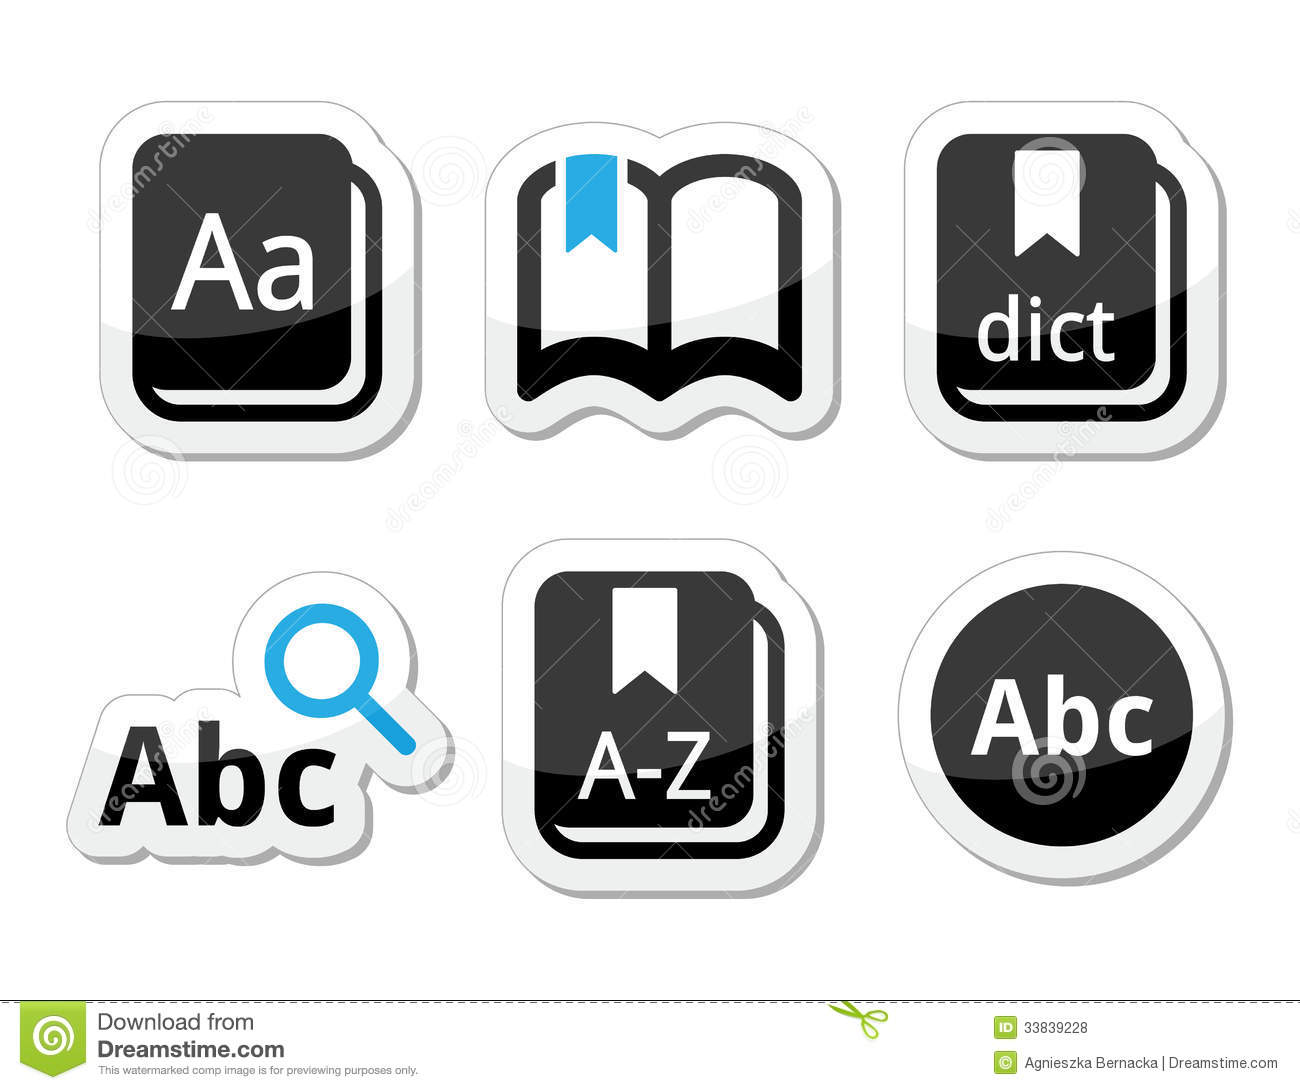 Aa
dict
Abc
A-Z
Abc
Download from
Dreamstime.com
This watermarked comp image is for previewing purposes only.
ID 33839228
© Agnieszka Bernacka | Dreamstime.com